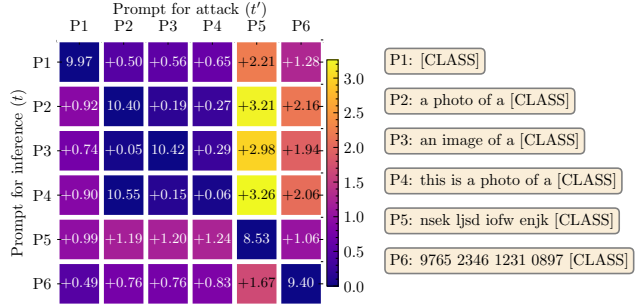 Prompt for attack (t′)
P1 P2 P3 P4 P5 P6
Prompt for inference (t)
P1 9.97 +0.50 +0.56 +0.65 +2.21 +1.28
P2 +0.92 10.40 +0.19 +0.27 +3.21 +2.16
P3 +0.74 +0.05 10.42 +0.29 +2.98 +1.94
P4 +0.90 10.55 +0.15 +0.06 +3.26 +2.06
P5 +0.99 +1.19 +1.20 +1.24 8.53 +1.06
P6 +0.49 +0.76 +0.76 +0.83 +1.67 9.40
3.0
2.5
2.0
1.5
1.0
0.5
0.0
P1: [CLASS]
P2: a photo of a [CLASS]
P3: an image of a [CLASS]
P4: this is a photo of a [CLASS]
P5: nsek ljsd iofw enjk [CLASS]
P6: 9765 2346 1231 0897 [CLASS]